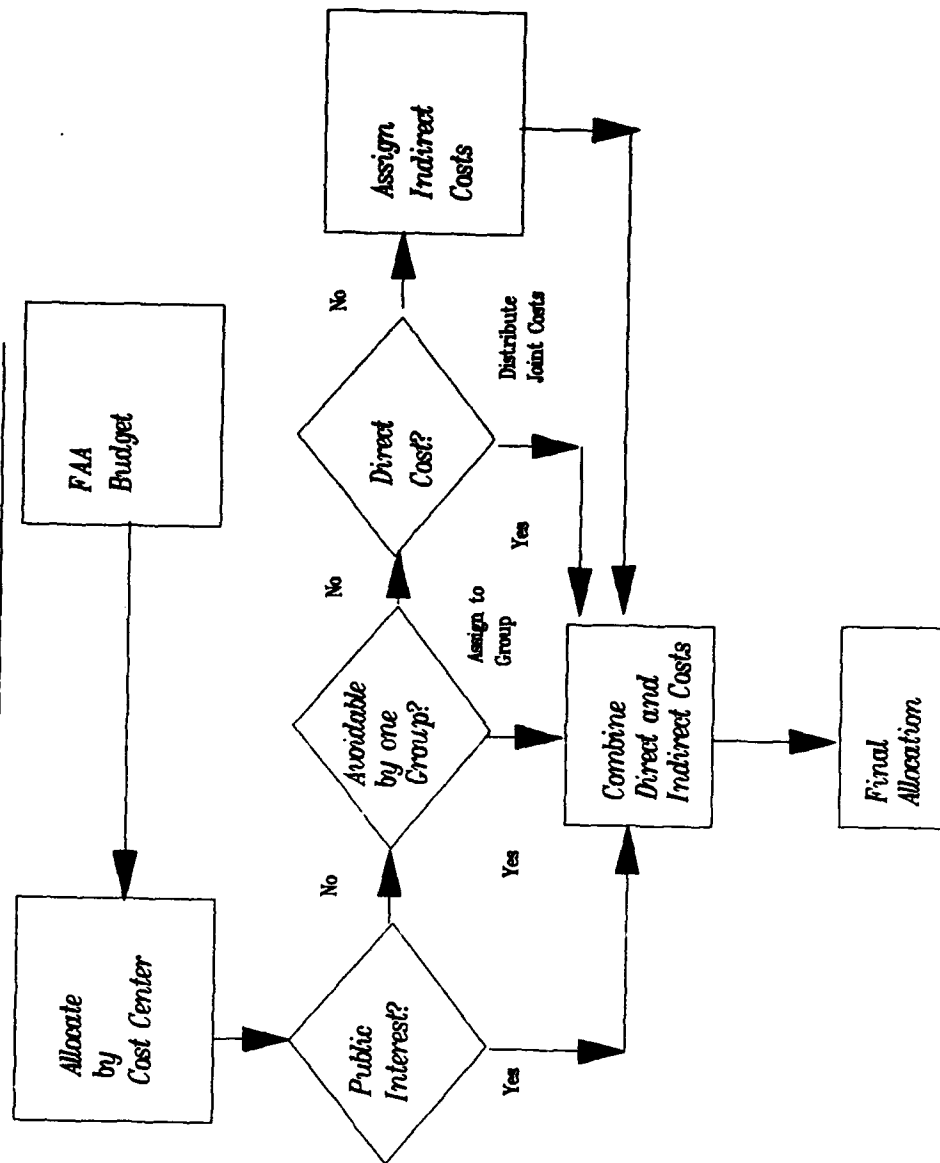 FAA
Budget
Allocate
by
Cost Center
Public
Interest?
No
Yes
Avoidable
by one
Group?
No
Yes
Assign to
Group
Direct
Cost?
No
Yes
Distribute
Joint Costs
Assign
Indirect
Costs
Combine
Direct and
Indirect Costs
Final
Allocation